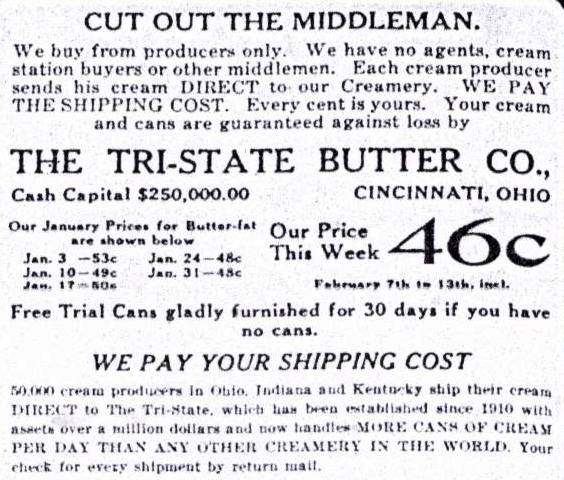 CUT OUT THE MIDDLEMAN.
We buy from producers only. We have no agents, cream
station buyers or other middlemen. Each cream producer
sends his cream DIRECT to our Creamery. WE PAY
THE SHIPPING COST. Every cent is yours. Your cream
and cans are guaranteed against loss by
THE TRI-STATE BUTTER CO.,
Cash Capital $250,000.00 CINCINNATI, OHIO
Our January Prices for Butter-fat
are shown below
Jan. 3 —53c Jan. 24—48c
Jan. 10—49c Jan. 31—48c
Jan. 17—50c
Our Price
This Week 46c
February 7th to 13th, incl.
Free Trial Cans gladly furnished for 30 days if you have
no cans.
WE PAY YOUR SHIPPING COST
50,000 cream producers in Ohio, Indiana and Kentucky ship their cream
DIRECT to The Tri-State, which has been established since 1910 with
assets over a million dollars and now handles MORE CANS OF CREAM
PER DAY THAN ANY OTHER CREAMERY IN THE WORLD. Your
check for every shipment by return mail.